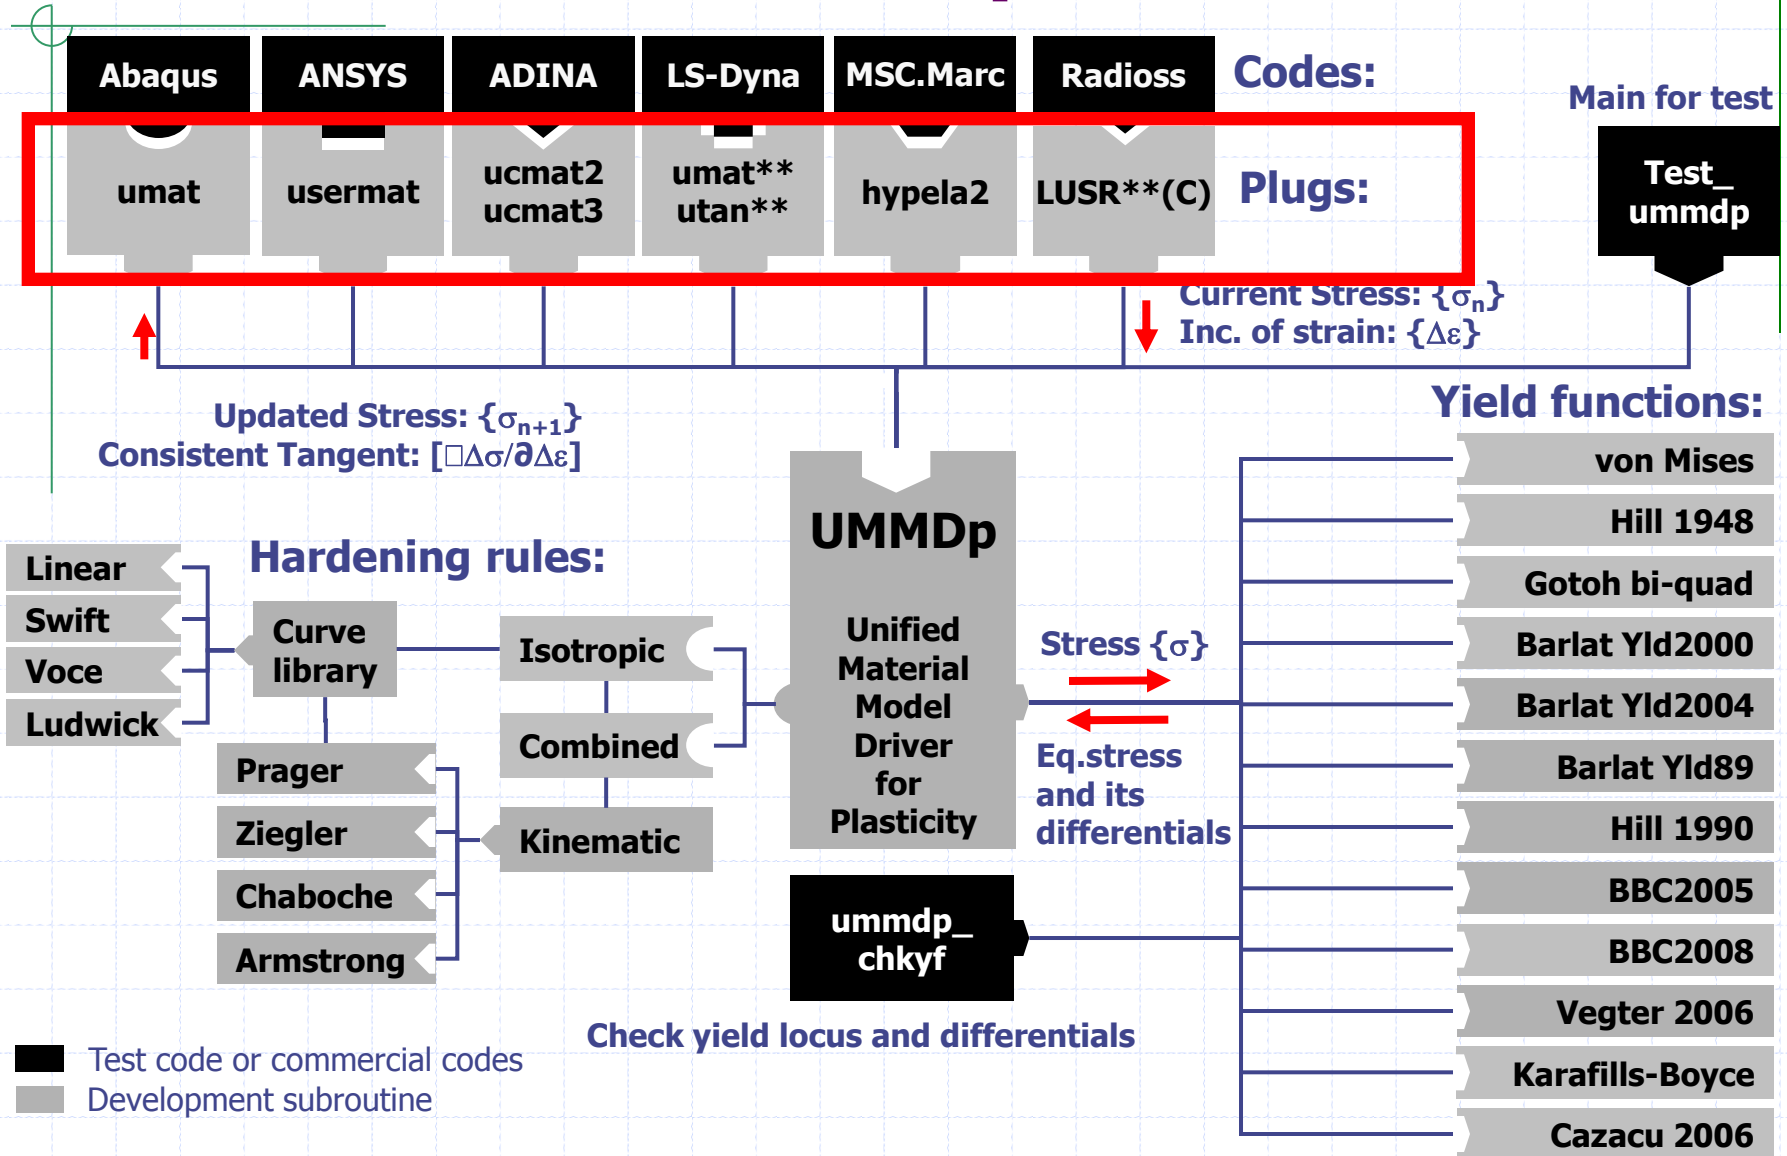 Abaqus
ANSYS
ADINA
LS-Dyna
MSC.Marc
Radioss
Codes:
umat
usermat
ucmat2
ucmat3
umat**
utan**
hypela2
LUSR**(C)
Plugs:
Main for test
Test_
ummdp
Current Stress: {σn}
Inc. of strain: {Δε}
Updated Stress: {σn+1}
Consistent Tangent: [□Δσ/∂Δε]
Yield functions:
von Mises
Hill 1948
Gotoh bi-quad
Barlat Yld2000
Barlat Yld2004
Barlat Yld89
Hill 1990
BBC2005
BBC2008
Vegter 2006
Karafills-Boyce
Cazacu 2006
UMMDp
Unified
Material
Model
Driver
for
Plasticity
Stress {σ}
Eq.stress
and its
differentials
Hardening rules:
Linear
Swift
Voce
Ludwick
Curve
library
Isotropic
Combined
Kinematic
Prager
Ziegler
Chaboche
Armstrong
ummdp_
chkyf
Check yield locus and differentials
Test code or commercial codes
Development subroutine